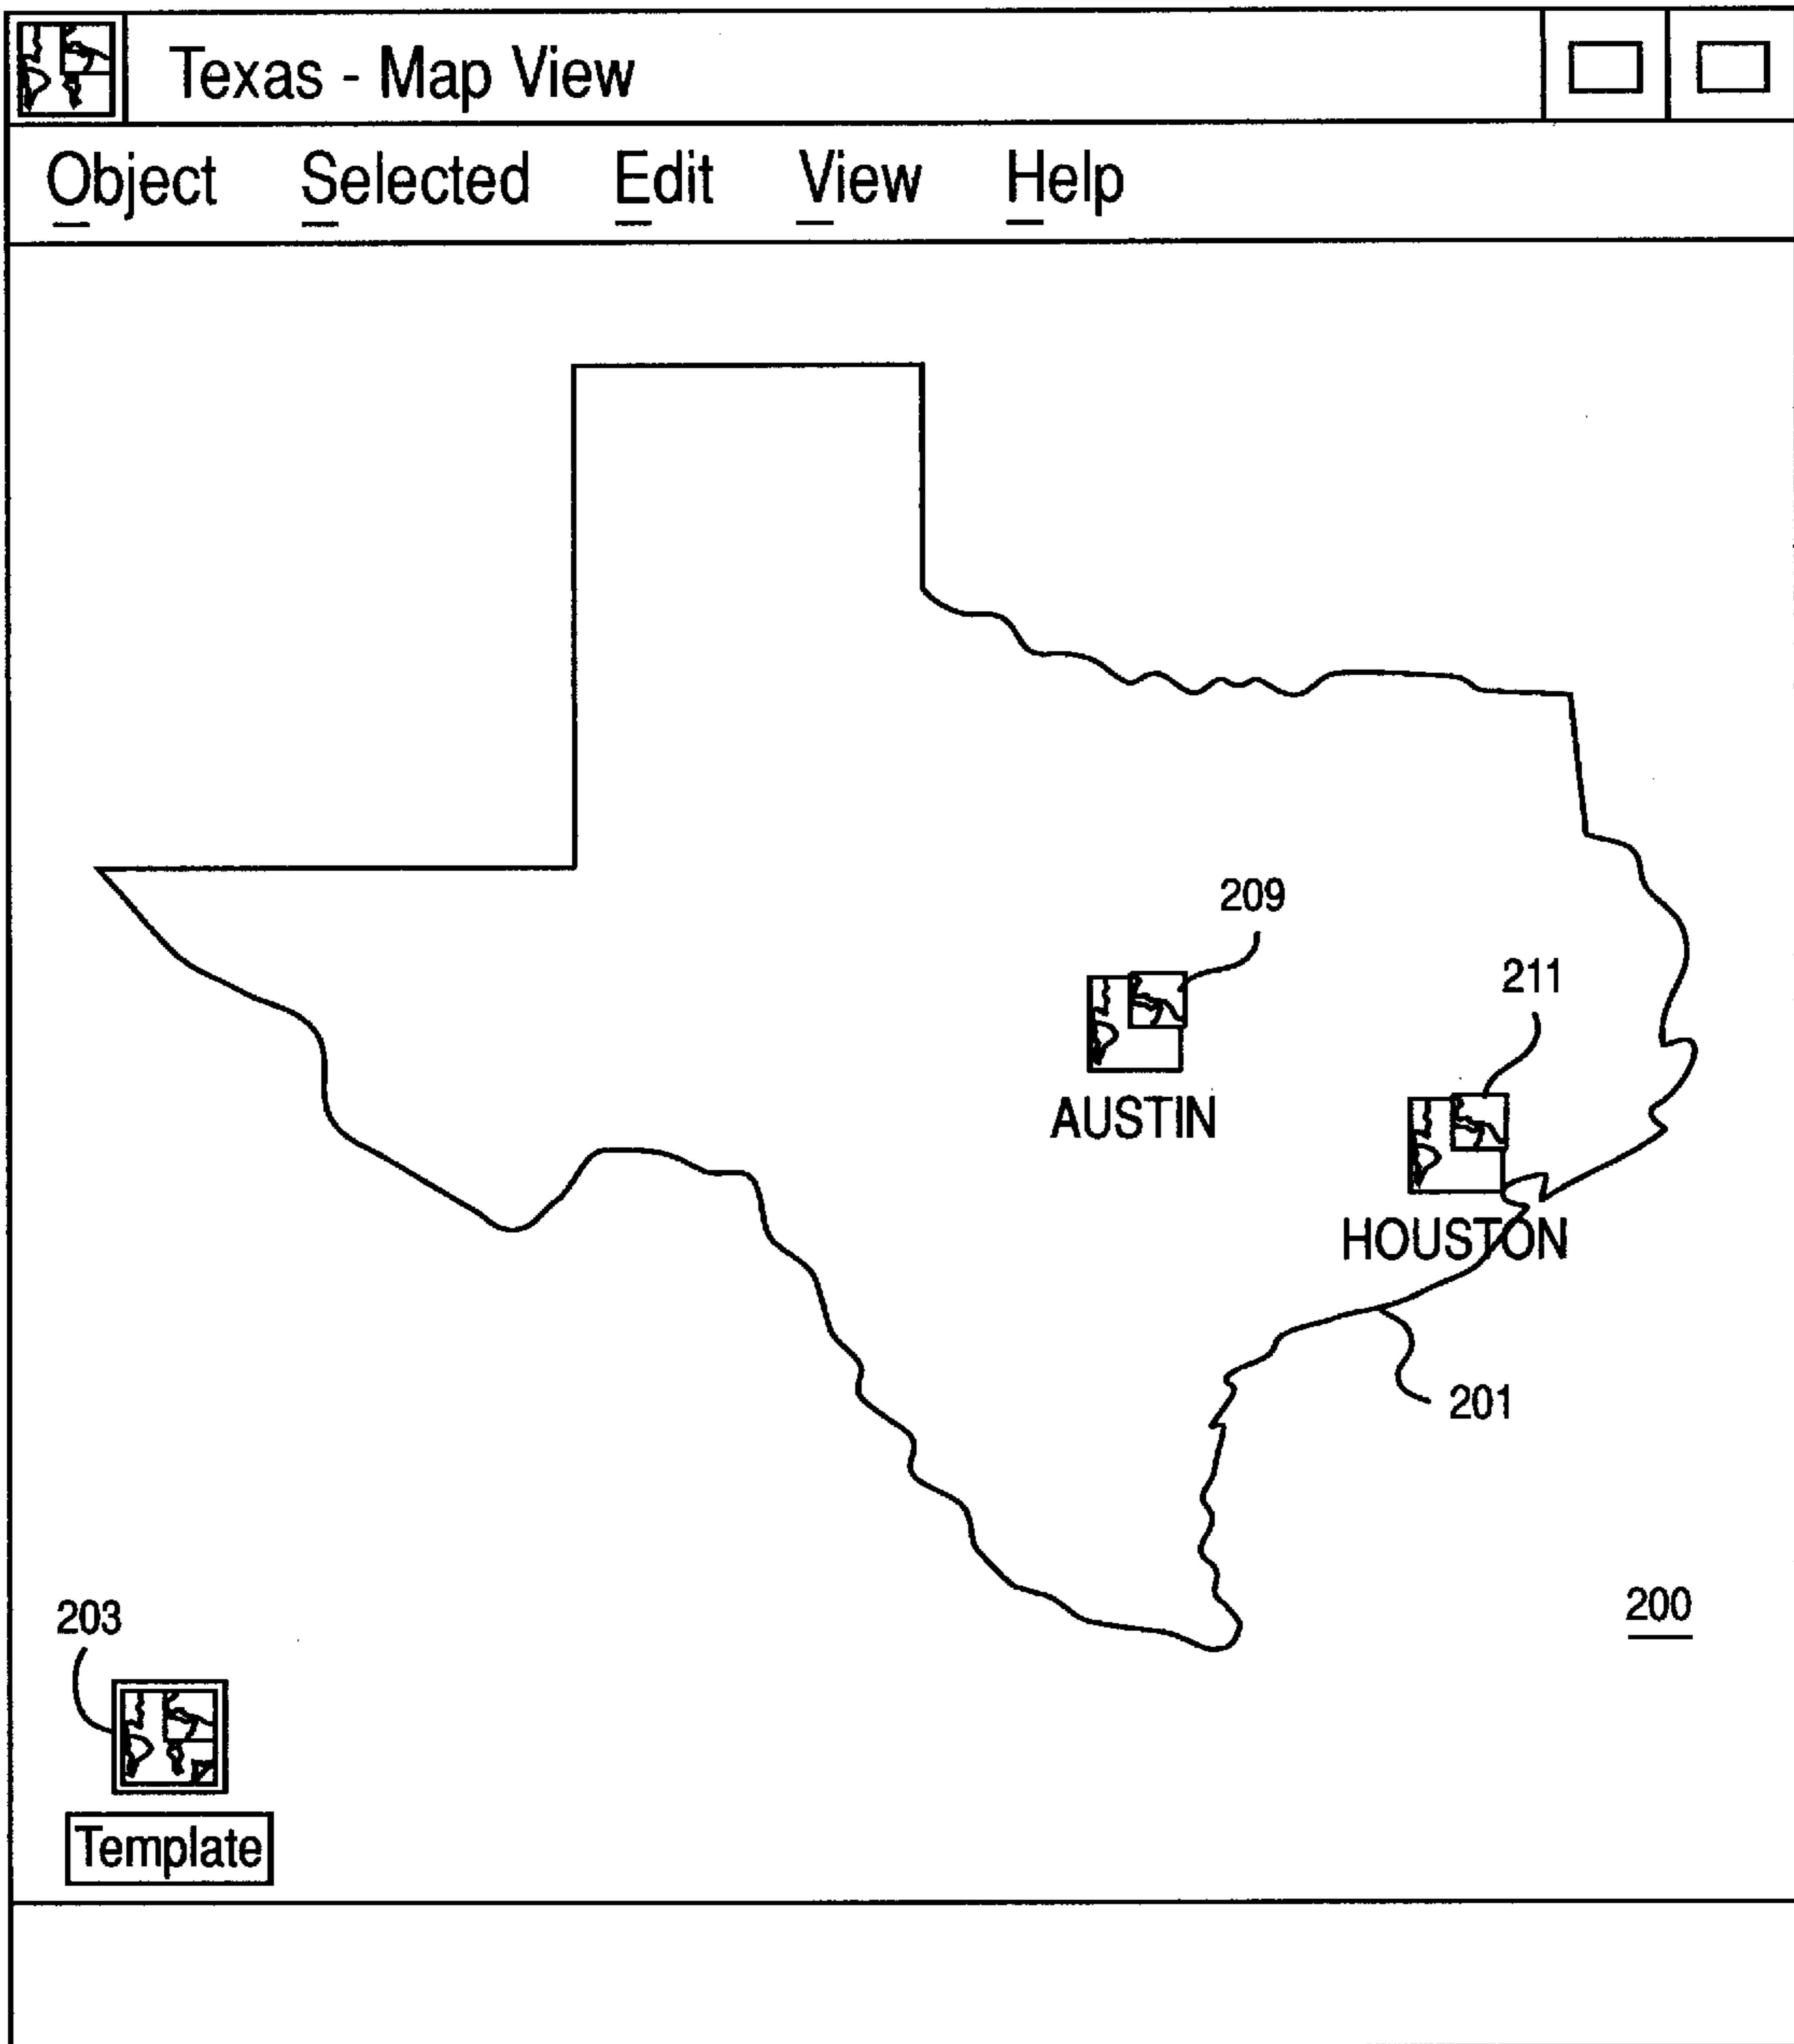 Texas - Map View
Object Selected Edit View Help
209
211
AUSTIN
HOUSTON
201
203
200
Template